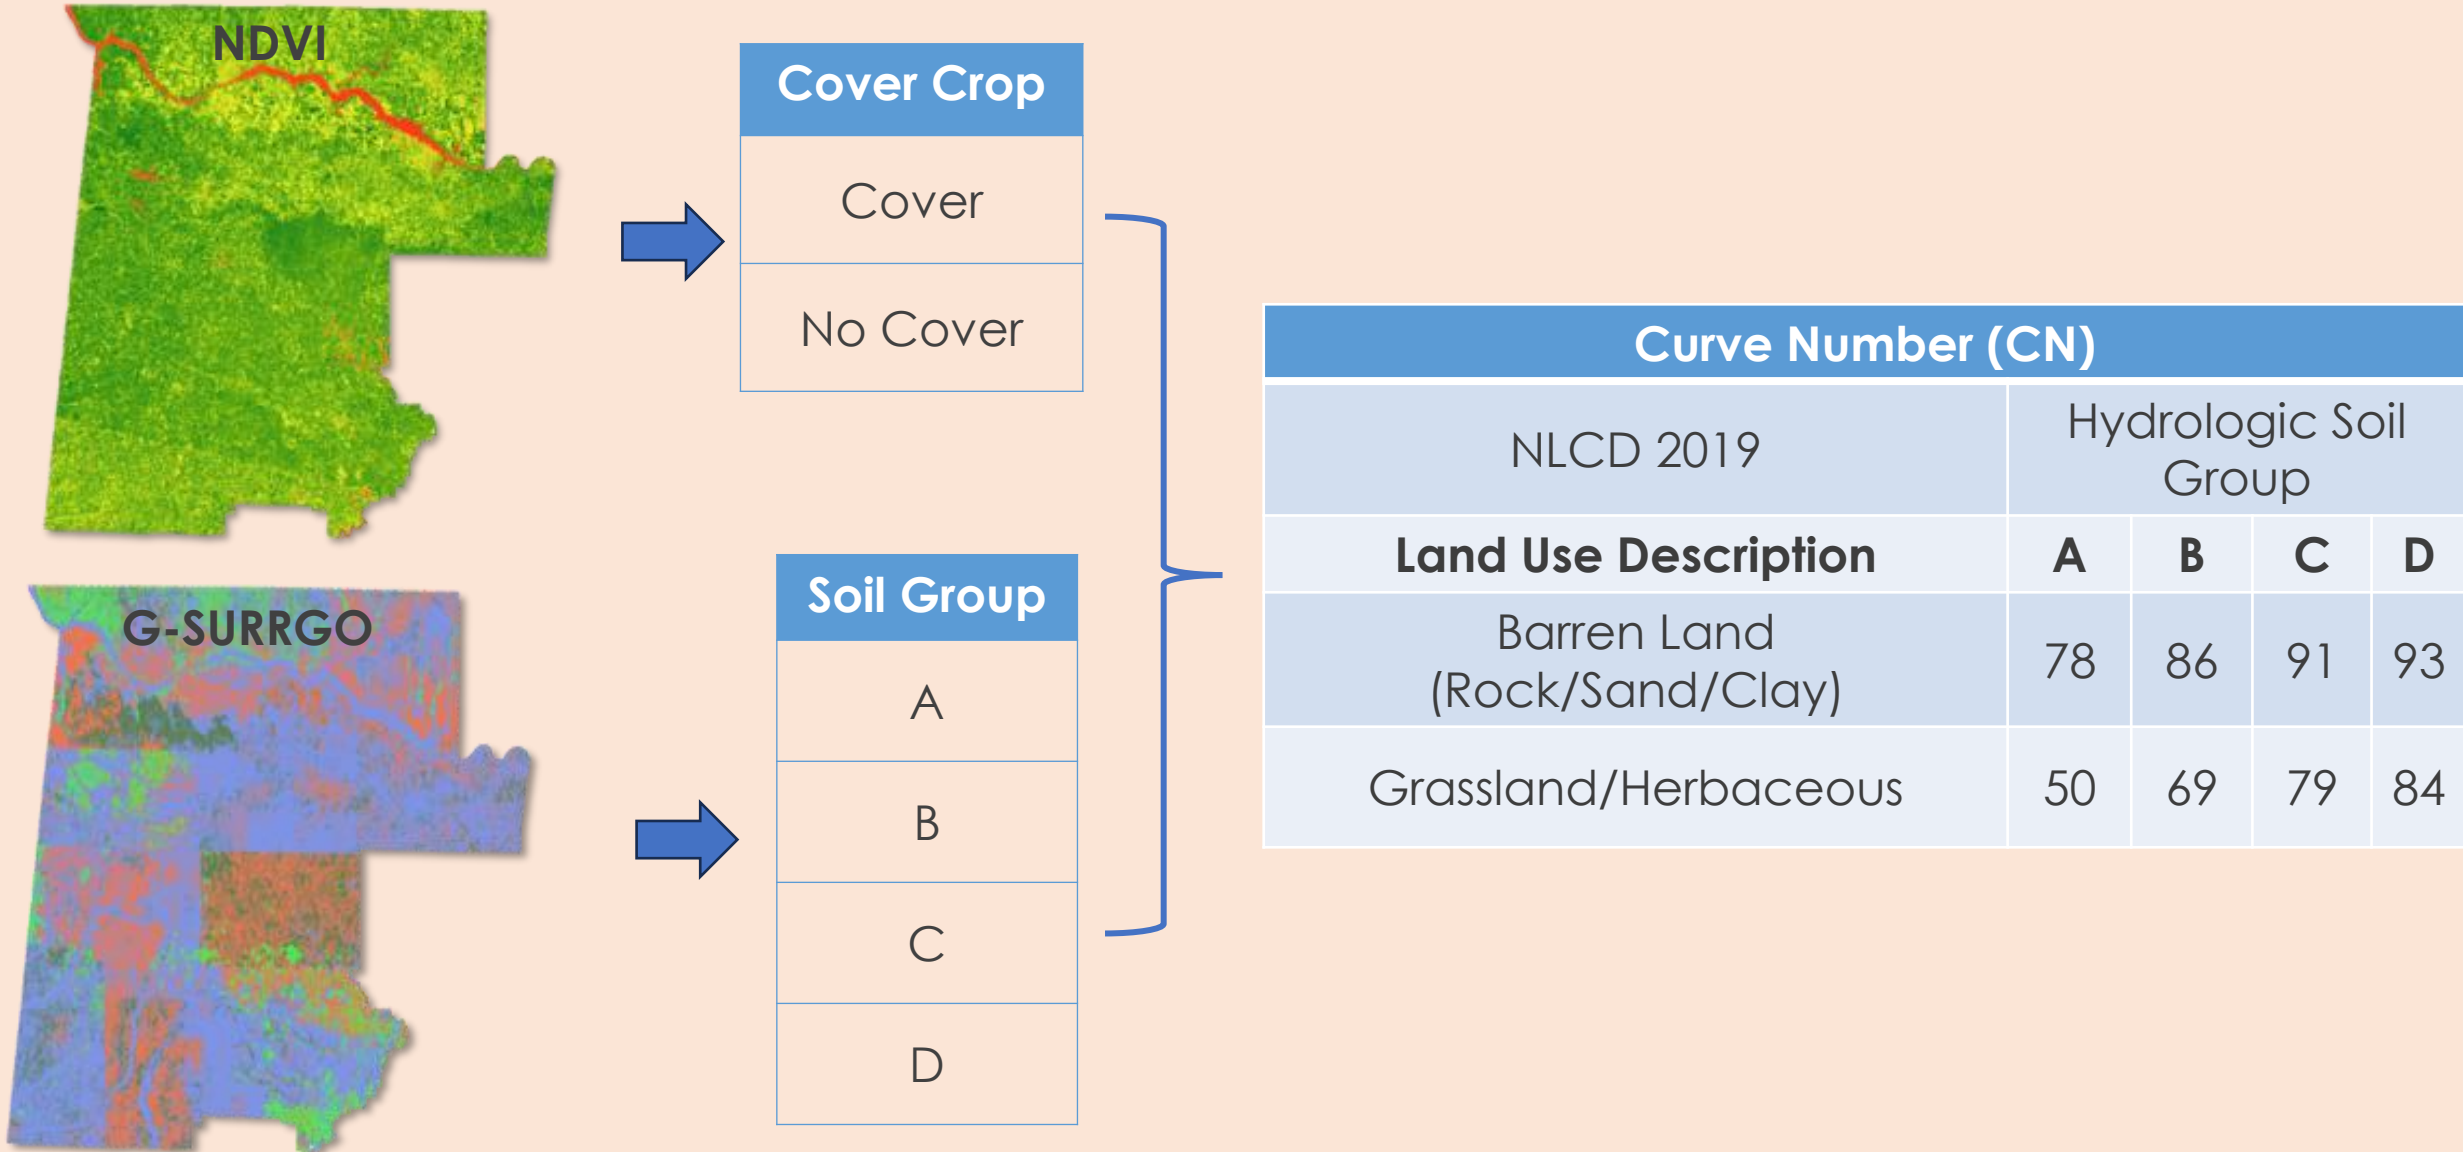 NDVI
Cover Crop
Cover
No Cover
G-SURRGO
Soil Group
A
B
C
D
Curve Number (CN)
NLCD 2019
Hydrologic Soil
Group
Land Use Description A B C D
Barren Land
(Rock/Sand/Clay) 78 86 91 93
Grassland/Herbaceous 50 69 79 84